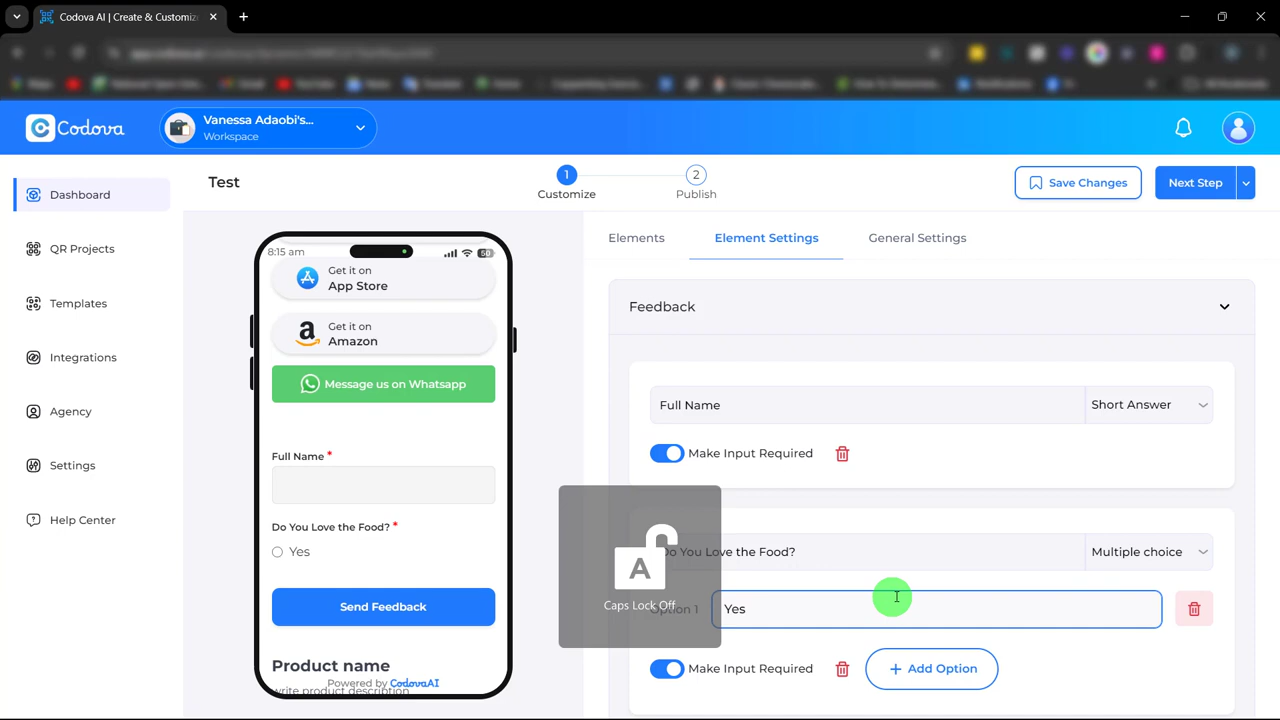 Codova AI | Create & Customiz
Codova
Vanessa Adaobi's...
Workspace
Test
1
Customize
2
Publish
Save Changes
Next Step
Dashboard
QR Projects
Templates
Integrations
Agency
Settings
Help Center
8:15 am
50
Get it on
App Store
Get it on
Amazon
Message us on Whatsapp
Full Name *
Do You Love the Food? *
Yes
Send Feedback
Product name
Powered by CodovaAI
write product description
Elements
Element Settings
General Settings
Feedback
Full Name
Short Answer
Make Input Required
Do You Love the Food?
Multiple choice
A
Caps Lock Off
Option 1
Yes
Make Input Required
+ Add Option